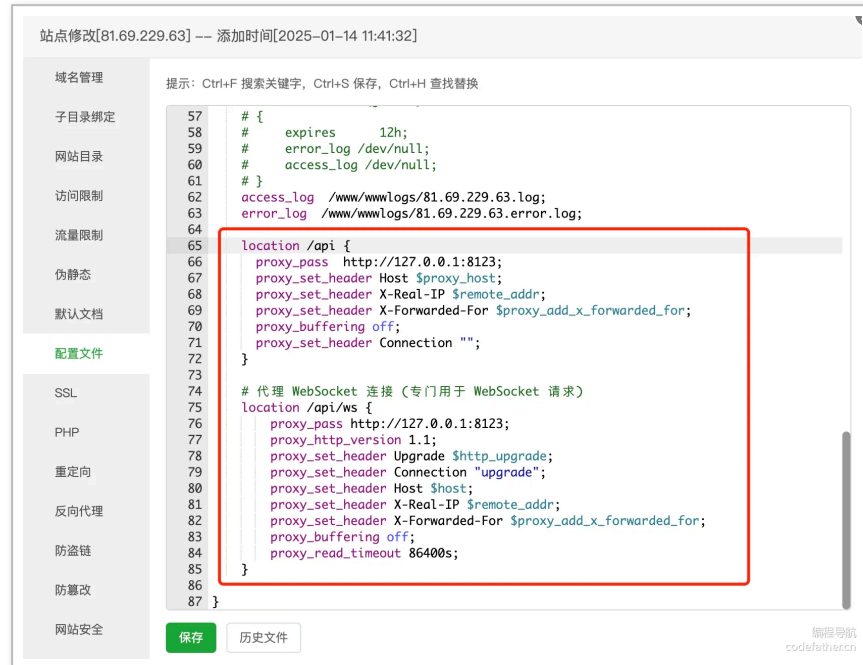 站点修改[81.69.229.63] -- 添加时间[2025-01-14 11:41:32]
域名管理
子目录绑定
网站目录
访问限制
流量限制
伪静态
默认文档
配置文件
SSL
PHP
重定向
反向代理
防盗链
防篡改
网站安全
提示：Ctrl+F 搜索关键字，Ctrl+S 保存，Ctrl+H 查找替换
57 # {
58 #     expires      12h;
59 #     error_log /dev/null;
60 #     access_log /dev/null;
61 # }
62 access_log  /www/wwwlogs/81.69.229.63.log;
63 error_log  /www/wwwlogs/81.69.229.63.error.log;
64
65 location /api {
66   proxy_pass  http://127.0.0.1:8123;
67   proxy_set_header Host $proxy_host;
68   proxy_set_header X-Real-IP $remote_addr;
69   proxy_set_header X-Forwarded-For $proxy_add_x_forwarded_for;
70   proxy_buffering off;
71   proxy_set_header Connection "";
72 }
73
74 # 代理 WebSocket 连接 (专门用于 WebSocket 请求)
75 location /api/ws {
76     proxy_pass http://127.0.0.1:8123;
77     proxy_http_version 1.1;
78     proxy_set_header Upgrade $http_upgrade;
79     proxy_set_header Connection "upgrade";
80     proxy_set_header Host $host;
81     proxy_set_header X-Real-IP $remote_addr;
82     proxy_set_header X-Forwarded-For $proxy_add_x_forwarded_for;
83     proxy_buffering off;
84     proxy_read_timeout 86400s;
85 }
86
87 }
保存
历史文件
编程导航
codefather.cn